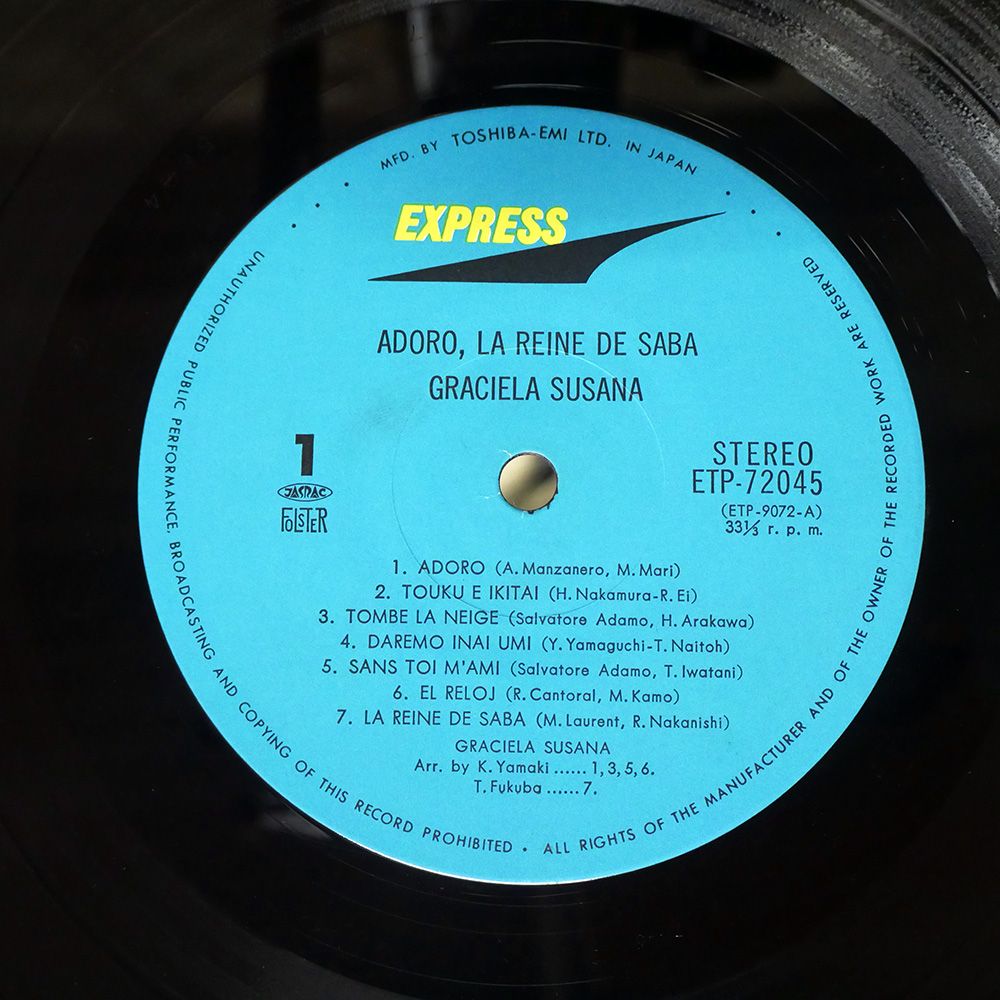 MFD. BY TOSHIBA-EMI LTD. IN JAPAN
EXPRESS
ADORO, LA REINE DE SABA
GRACIELA SUSANA
1
JASRAC
FOLSTER
STEREO
ETP-72045
(ETP-9072-A)
33⅓ r. p. m.
1. ADORO (A. Manzanero, M. Mari)
2. TOUKU E IKITAI (H. Nakamura-R. Ei)
3. TOMBE LA NEIGE (Salvatore Adamo, H. Arakawa)
4. DAREMO INAI UMI (Y. Yamaguchi-T. Naitoh)
5. SANS TOI M'AMI (Salvatore Adamo, T. Iwatani)
6. EL RELOJ (R. Cantoral, M. Kamo)
7. LA REINE DE SABA (M. Laurent, R. Nakanishi)
GRACIELA SUSANA
Arr. by K. Yamaki ...... 1, 3, 5, 6.
T. Fukuba ...... 7.
UNAUTHORIZED PUBLIC PERFORMANCE, BROADCASTING AND COPYING OF THIS RECORD PROHIBITED • ALL RIGHTS OF THE MANUFACTURER AND OF THE OWNER OF THE RECORDED WORK ARE RESERVED